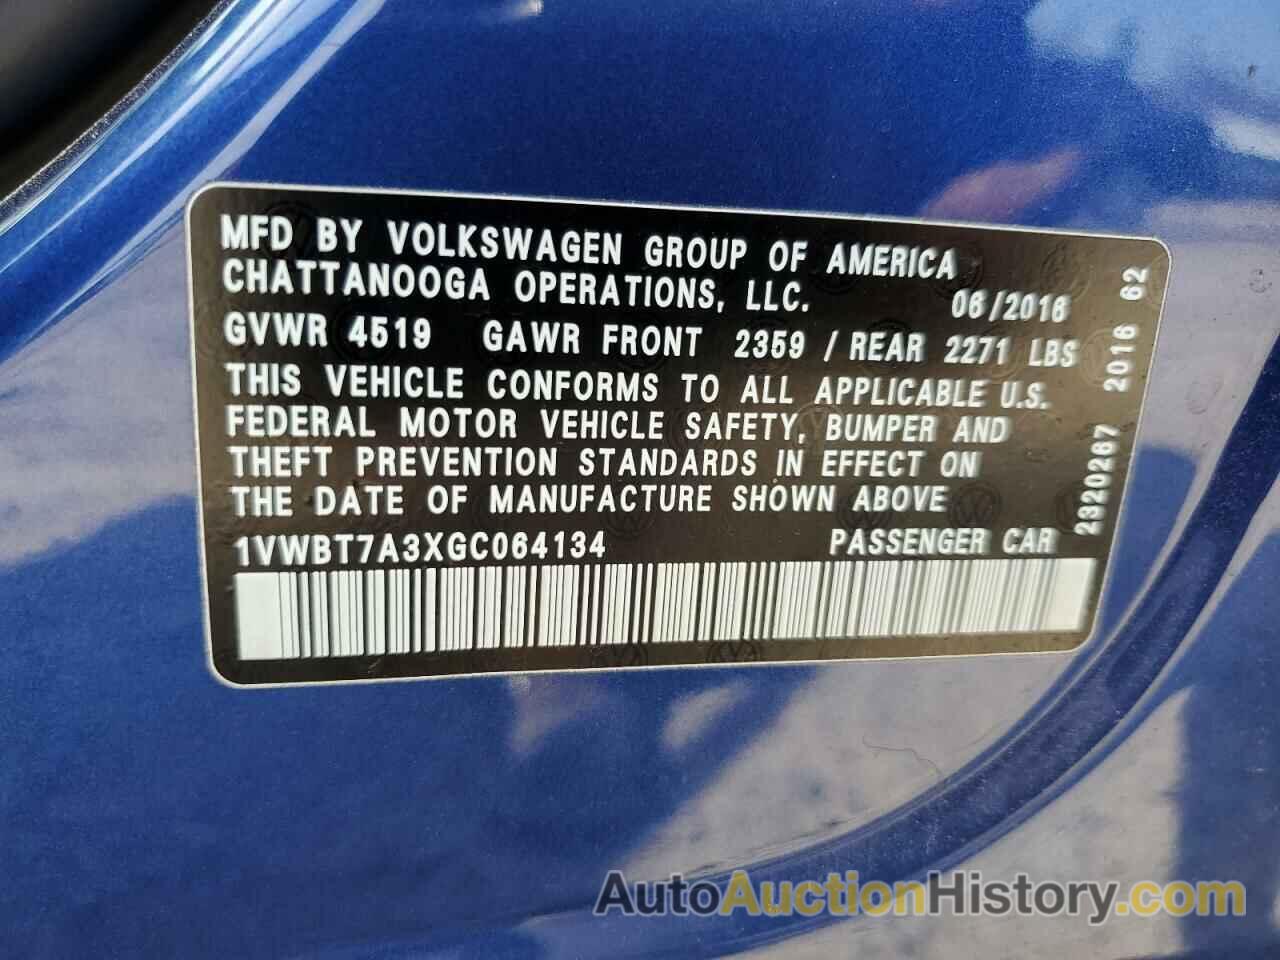 MFD BY VOLKSWAGEN GROUP OF AMERICA
CHATTANOOGA OPERATIONS, LLC.
06/2016
GVWR 4519 GAWR FRONT 2359 / REAR 2271 LBS
THIS VEHICLE CONFORMS TO ALL APPLICABLE U.S.
FEDERAL MOTOR VEHICLE SAFETY, BUMPER AND
THEFT PREVENTION STANDARDS IN EFFECT ON
THE DATE OF MANUFACTURE SHOWN ABOVE
1VWBT7A3XGC064134 PASSENGER CAR
2320267 2016 62
AutoAuctionHistory.com